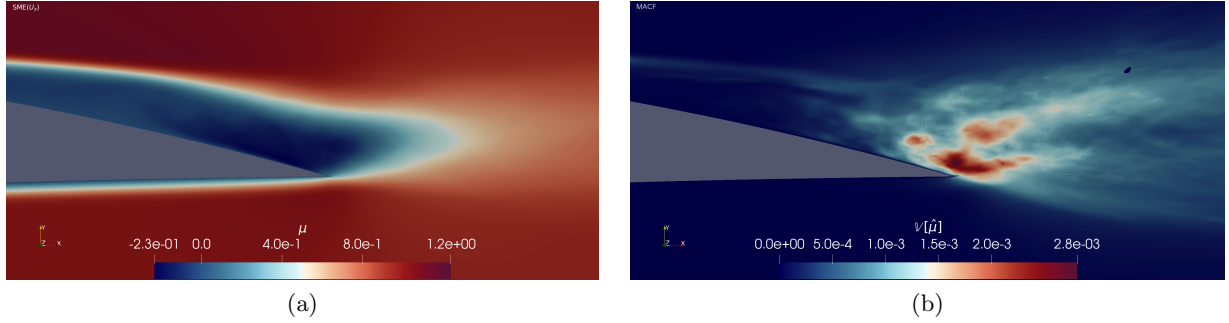 SME(Uₓ)
Y
Z X
μ
-2.3e-01 0.0 4.0e-1 8.0e-1 1.2e+00
(a)
MACF
Y
Z X
𝕍[μ̂]
0.0e+00 5.0e-4 1.0e-3 1.5e-3 2.0e-3 2.8e-03
(b)